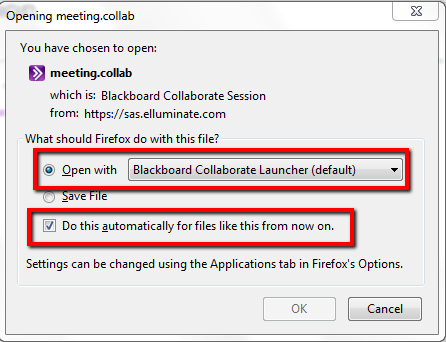 Opening meeting.collab
You have chosen to open:
meeting.collab
which is: Blackboard Collaborate Session
from: https://sas.elluminate.com
What should Firefox do with this file?
Open with Blackboard Collaborate Launcher (default)
Save File
Do this automatically for files like this from now on.
Settings can be changed using the Applications tab in Firefox's Options.
OK Cancel